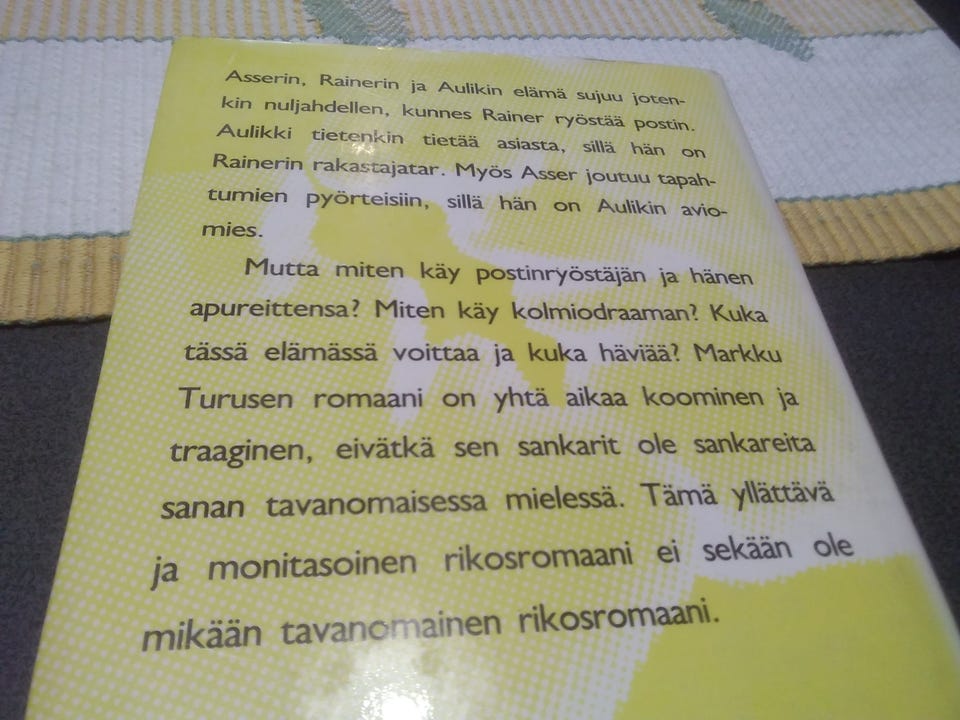 Asserin, Rainerin ja Aulikin elämä sujuu joten-
kin nuljahdellen, kunnes Rainer ryöstää postin.
Aulikki tietenkin tietää asiasta, sillä hän on
Rainerin rakastajatar. Myös Asser joutuu tapah-
tumien pyörteisiin, sillä hän on Aulikin avio-
mies.
Mutta miten käy postinryöstäjän ja hänen
apureittensa? Miten käy kolmiodraaman? Kuka
tässä elämässä voittaa ja kuka häviää? Markku
Turusen romaani on yhtä aikaa koominen ja
traaginen, eivätkä sen sankarit ole sankareita
sanan tavanomaisessa mielessä. Tämä yllättävä
ja monitasoinen rikosromaani ei sekään ole
mikään tavanomainen rikosromaani.